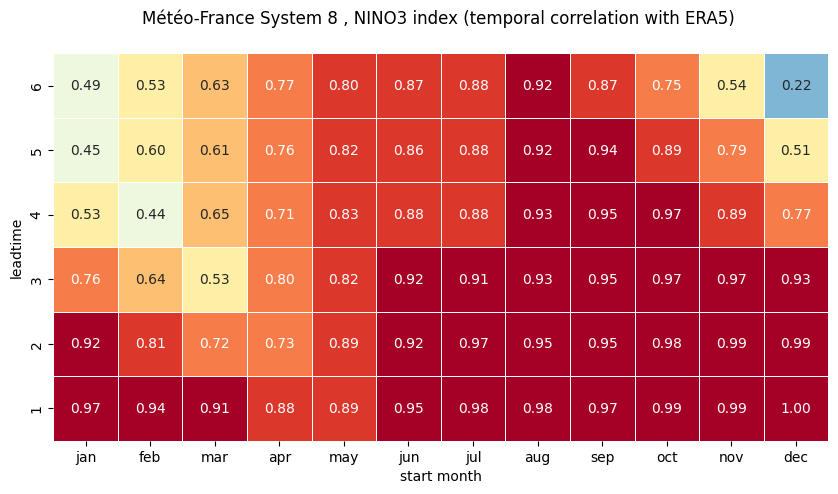 Météo-France System 8 , NINO3 index (temporal correlation with ERA5)
leadtime
6 0.49 0.53 0.63 0.77 0.80 0.87 0.88 0.92 0.87 0.75 0.54 0.22
5 0.45 0.60 0.61 0.76 0.82 0.86 0.88 0.92 0.94 0.89 0.79 0.51
4 0.53 0.44 0.65 0.71 0.83 0.88 0.88 0.93 0.95 0.97 0.89 0.77
3 0.76 0.64 0.53 0.80 0.82 0.92 0.91 0.93 0.95 0.97 0.97 0.93
2 0.92 0.81 0.72 0.73 0.89 0.92 0.97 0.95 0.95 0.98 0.99 0.99
1 0.97 0.94 0.91 0.88 0.89 0.95 0.98 0.98 0.97 0.99 0.99 1.00
jan feb mar apr may jun jul aug sep oct nov dec
start month